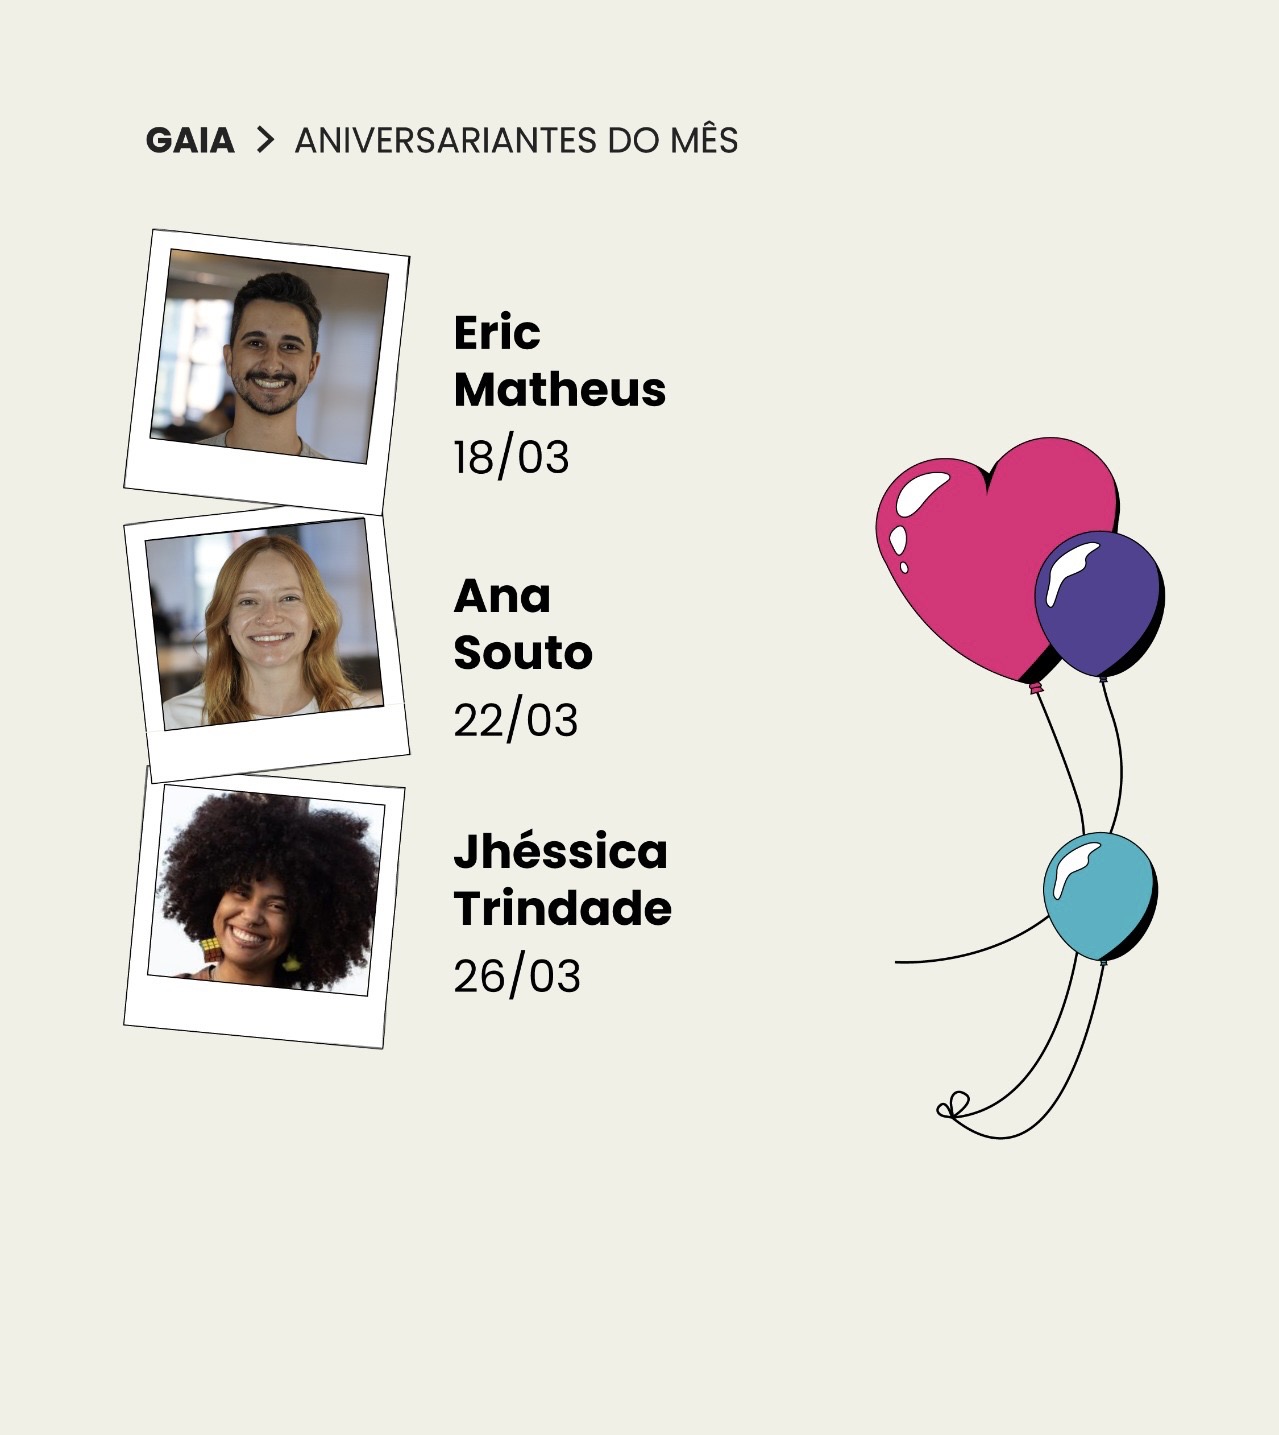 GAIA > ANIVERSARIANTES DO MÊS
Eric
Matheus
18/03
Ana
Souto
22/03
Jhéssica
Trindade
26/03